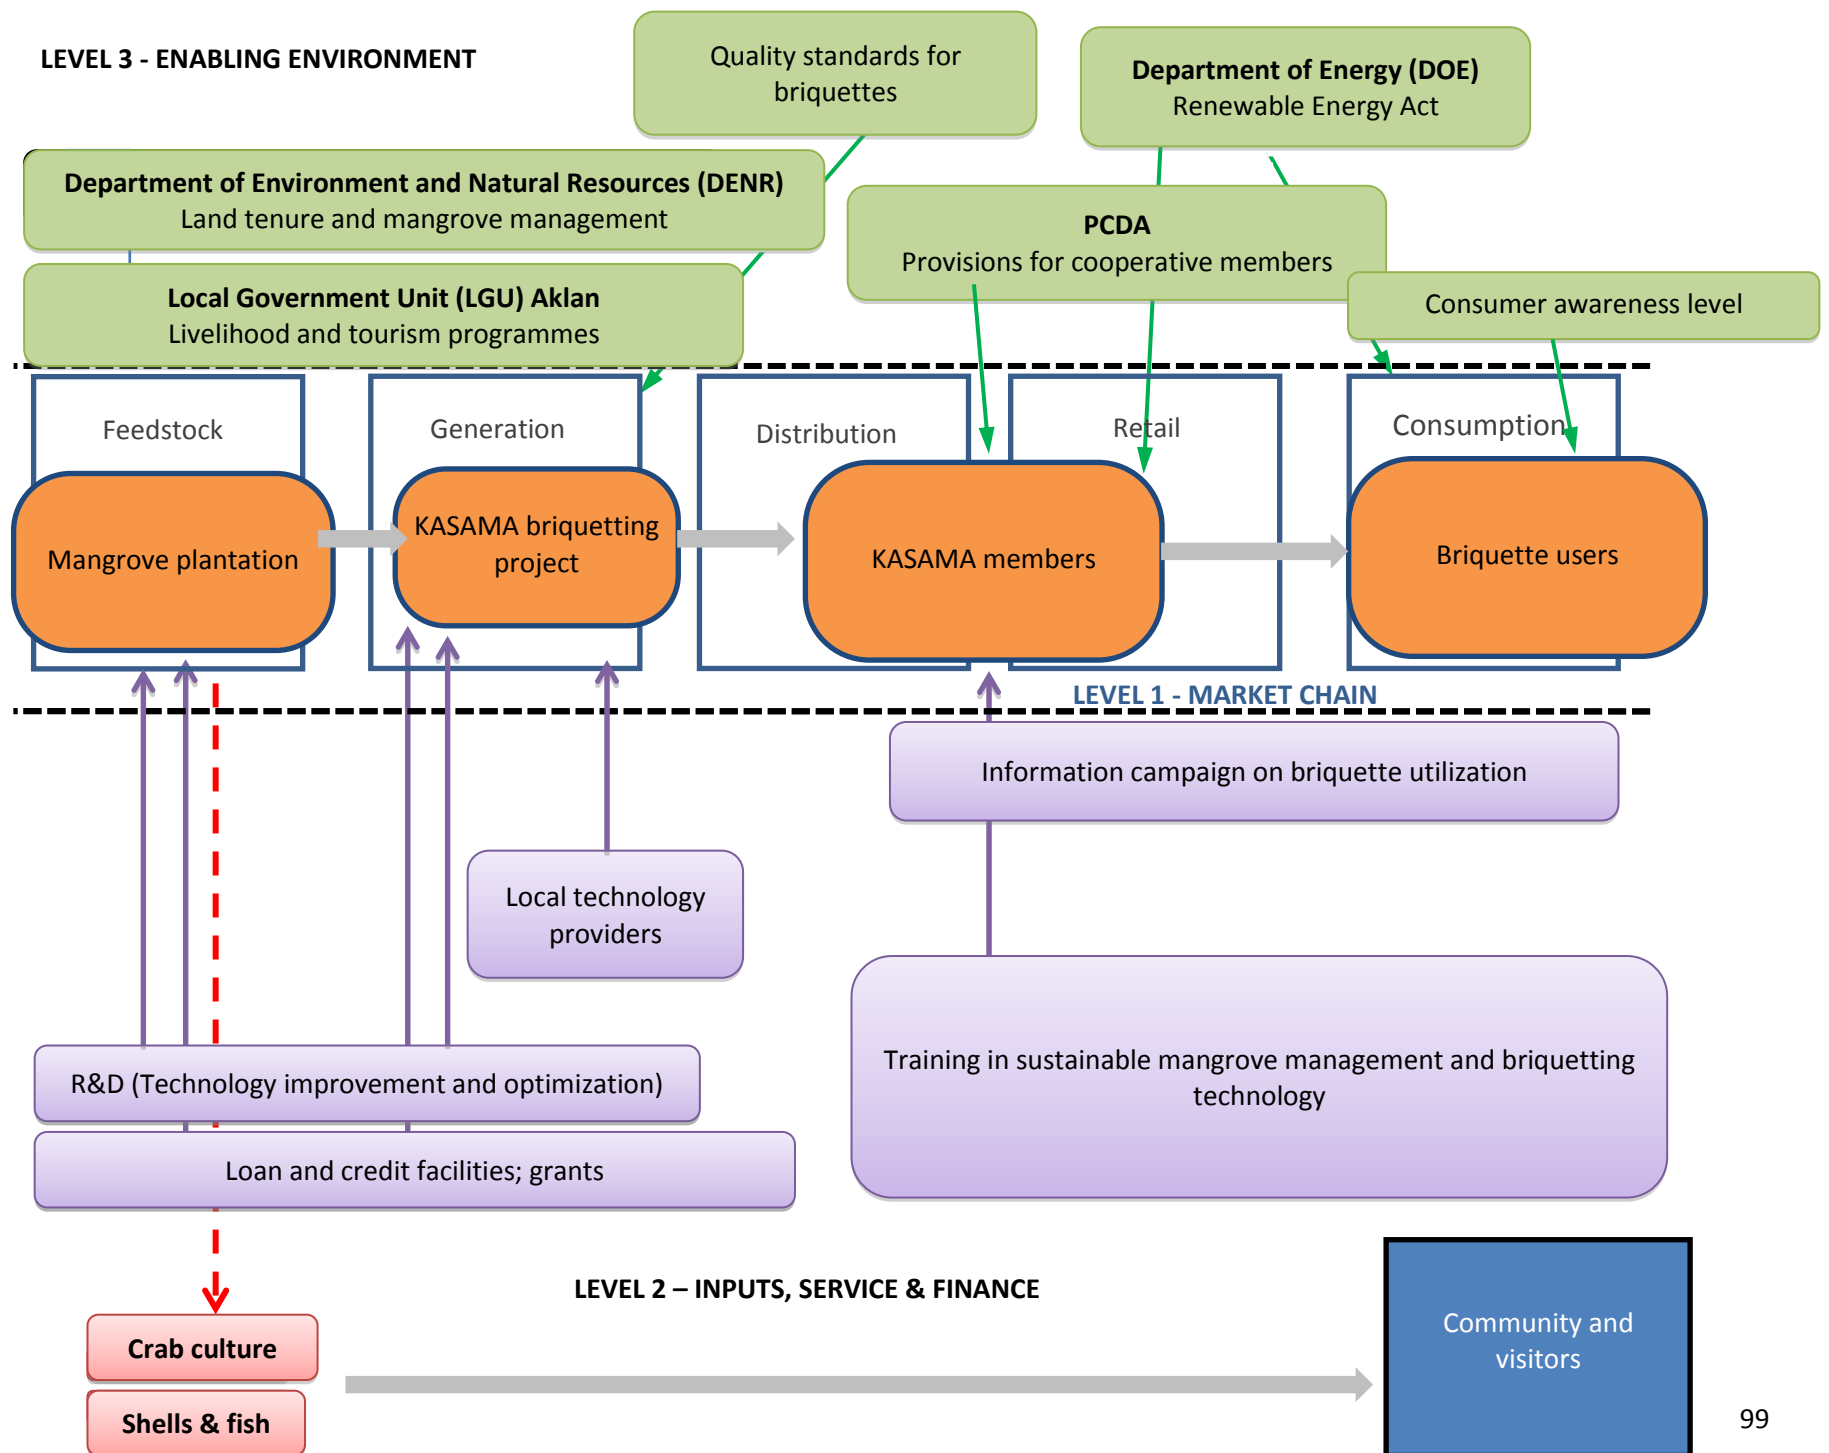 LEVEL 3 - ENABLING ENVIRONMENT
Quality standards for
briquettes
Department of Energy (DOE)
Renewable Energy Act
Department of Environment and Natural Resources (DENR)
Land tenure and mangrove management
PCDA
Provisions for cooperative members
Local Government Unit (LGU) Aklan
Livelihood and tourism programmes
Consumer awareness level
Feedstock
Generation
Distribution
Retail
Consumption
Mangrove plantation
KASAMA briquetting
project
KASAMA members
Briquette users
LEVEL 1 - MARKET CHAIN
Information campaign on briquette utilization
Local technology
providers
R&D (Technology improvement and optimization)
Training in sustainable mangrove management and briquetting
technology
Loan and credit facilities; grants
LEVEL 2 – INPUTS, SERVICE & FINANCE
Crab culture
Shells & fish
Community and
visitors
99